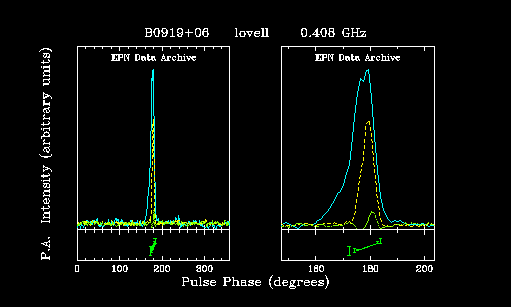 B0919+06 lovell 0.408 GHz
EPN Data Archive EPN Data Archive
P.A. Intensity (arbitrary units)
0 100 200 300 160 180 200
Pulse Phase (degrees)